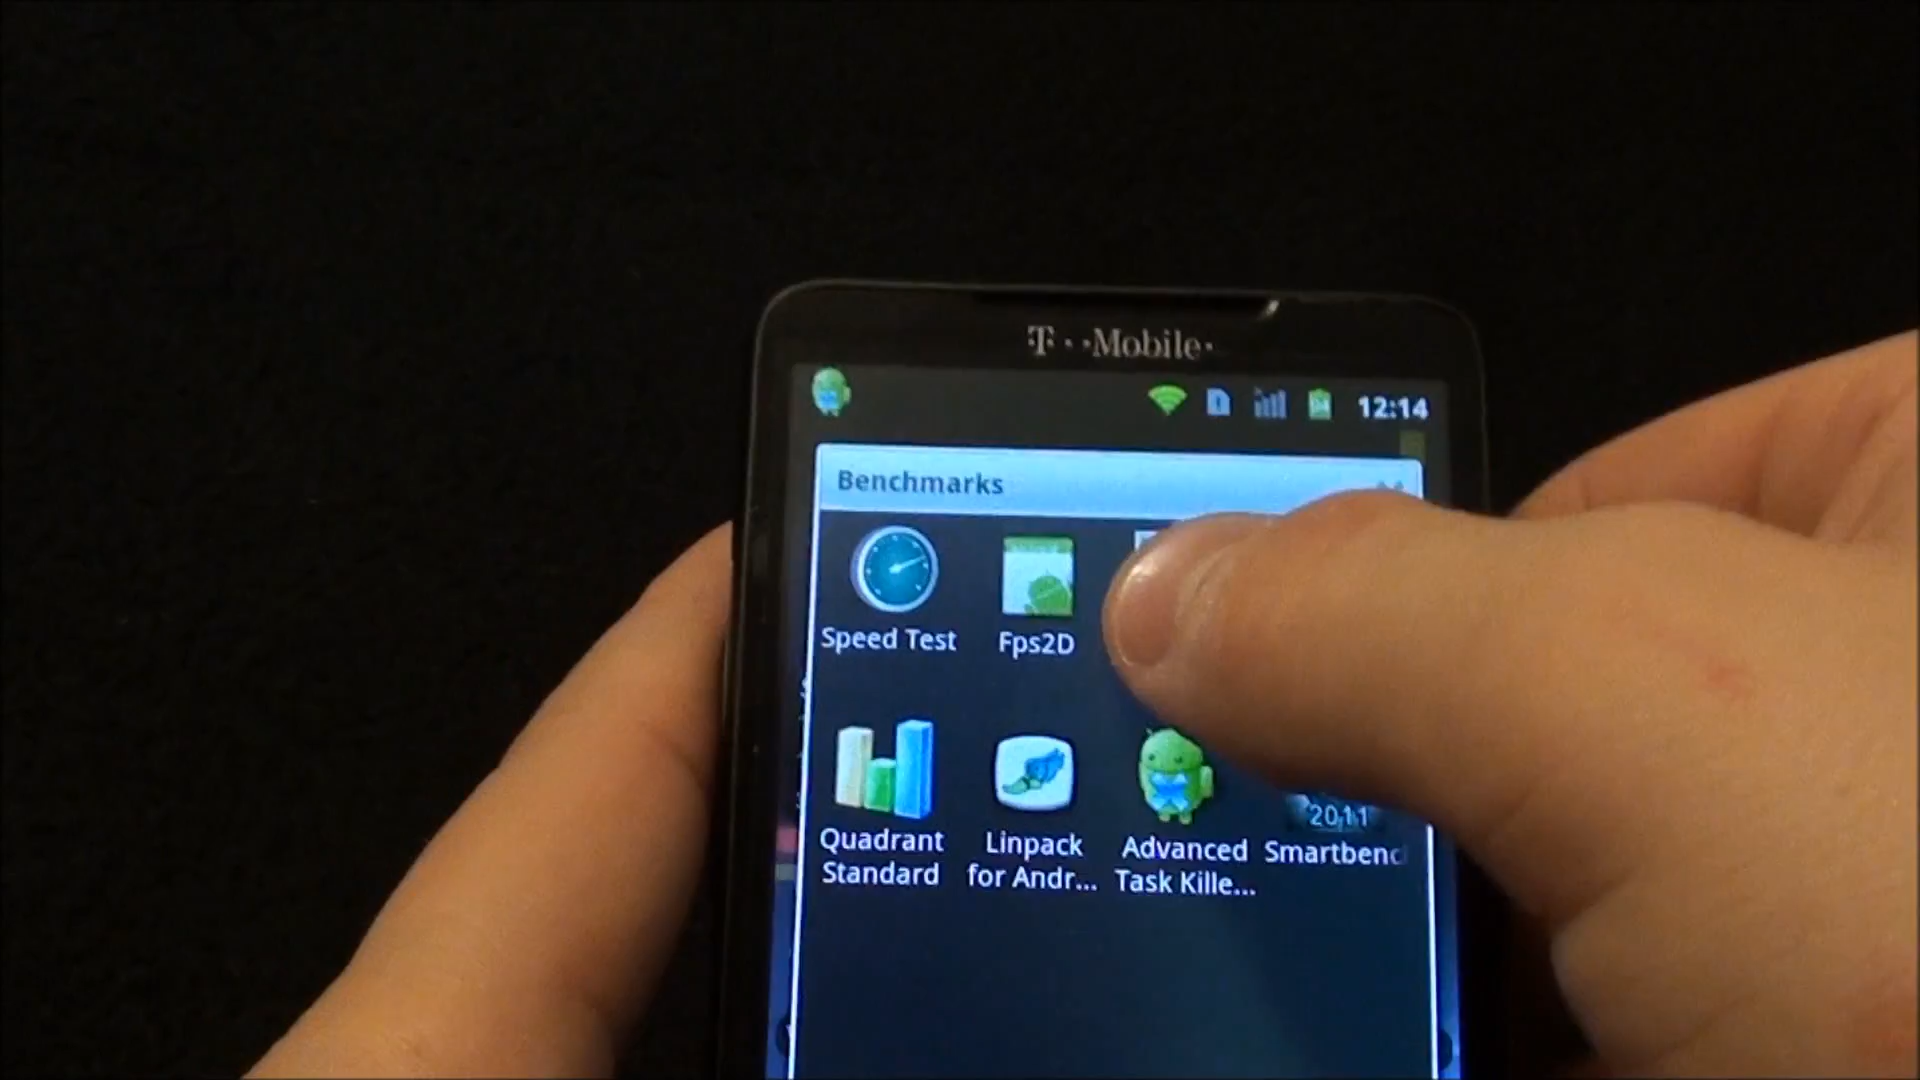 T··Mobile·
12:14
Benchmarks
Speed Test
Fps2D
Quadrant
Standard
Linpack
for Andr...
Advanced
Task Kille...
2011
Smartbenc